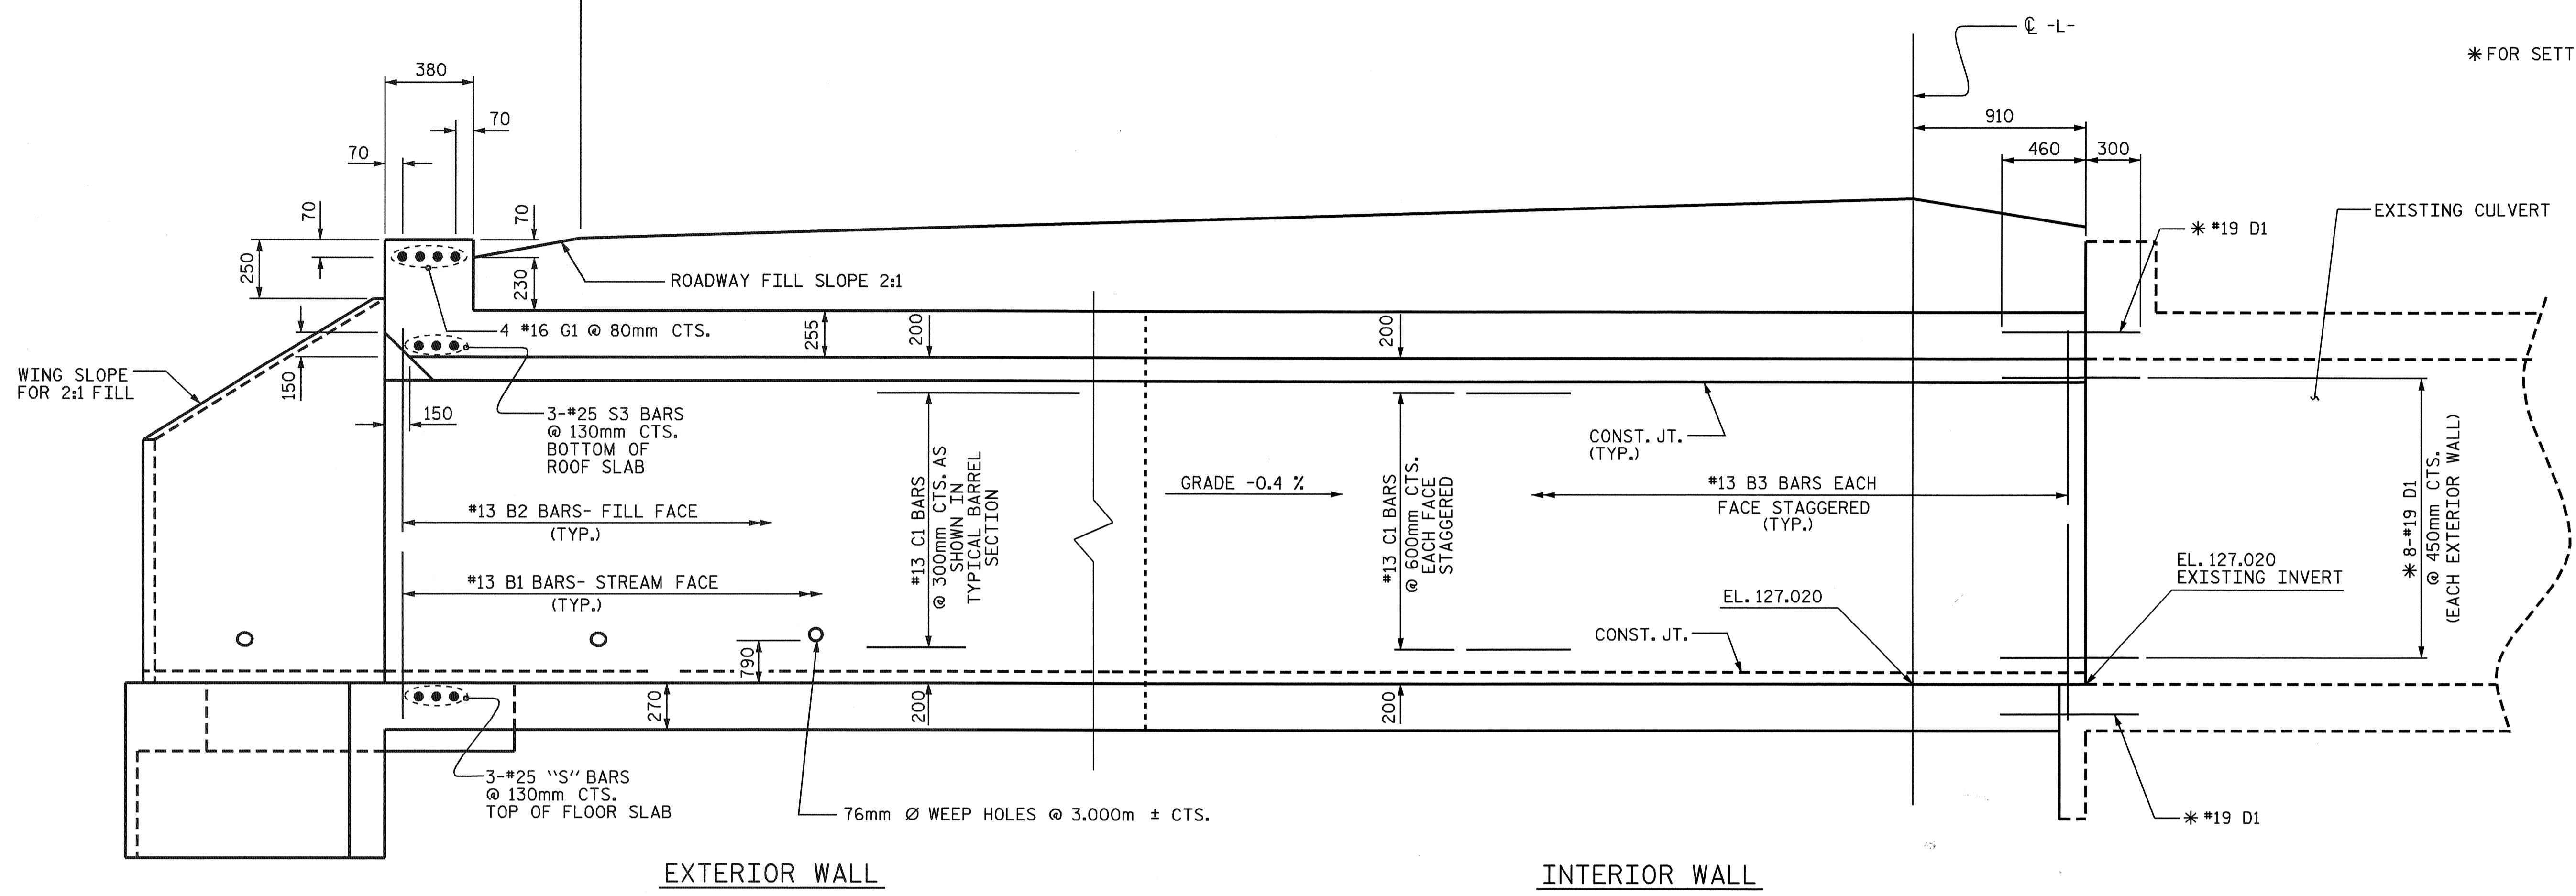 ℄ -L-
✳ FOR SETT
380
910
70
70
460 300
70
70
250
230
✳ #19 D1
EXISTING CULVERT
ROADWAY FILL SLOPE 2:1
4 #16 G1 @ 80mm CTS.
255
200
200
150
150
WING SLOPE
FOR 2:1 FILL
3-#25 S3 BARS
@ 130mm CTS.
BOTTOM OF
ROOF SLAB
CONST. JT.
(TYP.)
#13 C1 BARS
@ 300mm CTS. AS
SHOWN IN
TYPICAL BARREL
SECTION
GRADE -0.4 %
#13 C1 BARS
@ 600mm CTS.
EACH FACE
STAGGERED
#13 B3 BARS EACH
FACE STAGGERED
(TYP.)
✳ 8-#19 D1
@ 450mm CTS.
(EACH EXTERIOR WALL)
#13 B2 BARS- FILL FACE
(TYP.)
#13 B1 BARS- STREAM FACE
(TYP.)
EL. 127.020
EXISTING INVERT
EL. 127.020
CONST. JT.
790
270
200
200
3-#25 "S" BARS
@ 130mm CTS.
TOP OF FLOOR SLAB
76mm Ø WEEP HOLES @ 3.000m ± CTS.
✳ #19 D1
EXTERIOR WALL
INTERIOR WALL